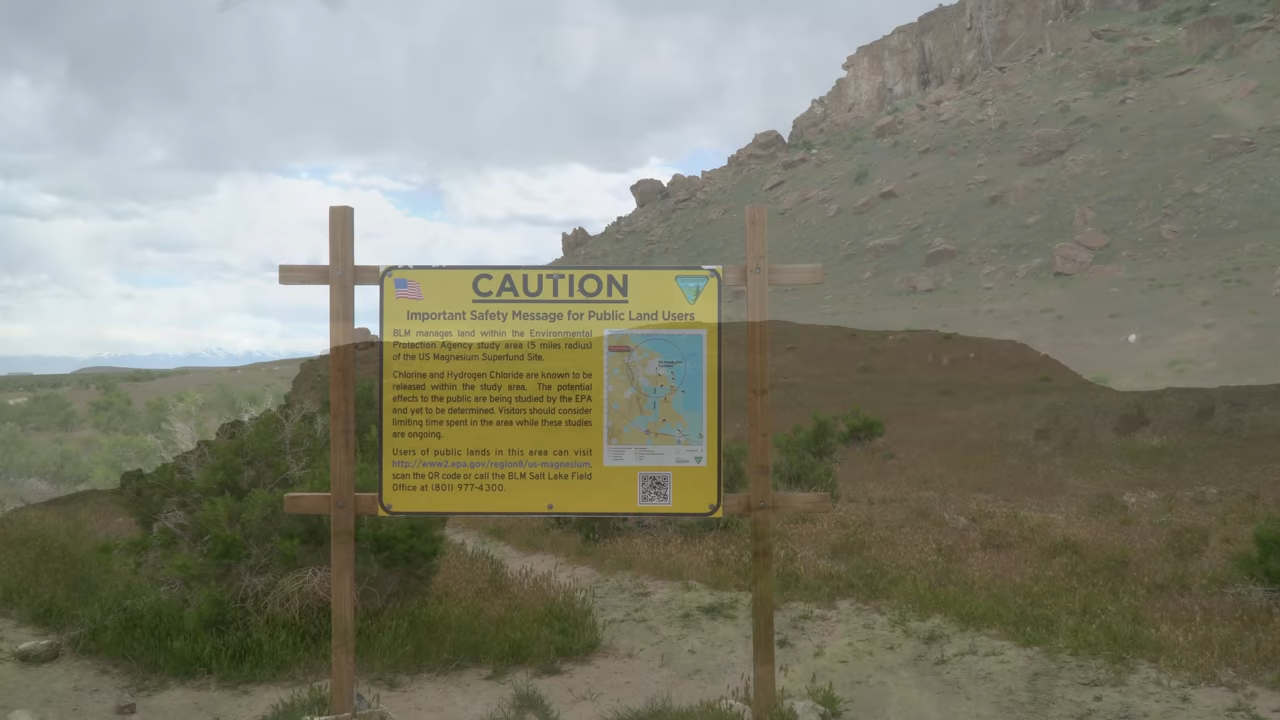 CAUTION
Important Safety Message for Public Land Users
BLM manages land within the Environmental
Protection Agency study area (5 miles radius)
of the US Magnesium Superfund Site.
Chlorine and Hydrogen Chloride are known to be
released within the study area. The potential
effects to the public are being studied by the EPA
and yet to be determined. Visitors should consider
limiting time spent in the area while these studies
are ongoing.
Users of public lands in this area can visit
http://www2.epa.gov/region8/us-magnesium,
scan the QR code or call the BLM Salt Lake Field
Office at (801) 977-4300.